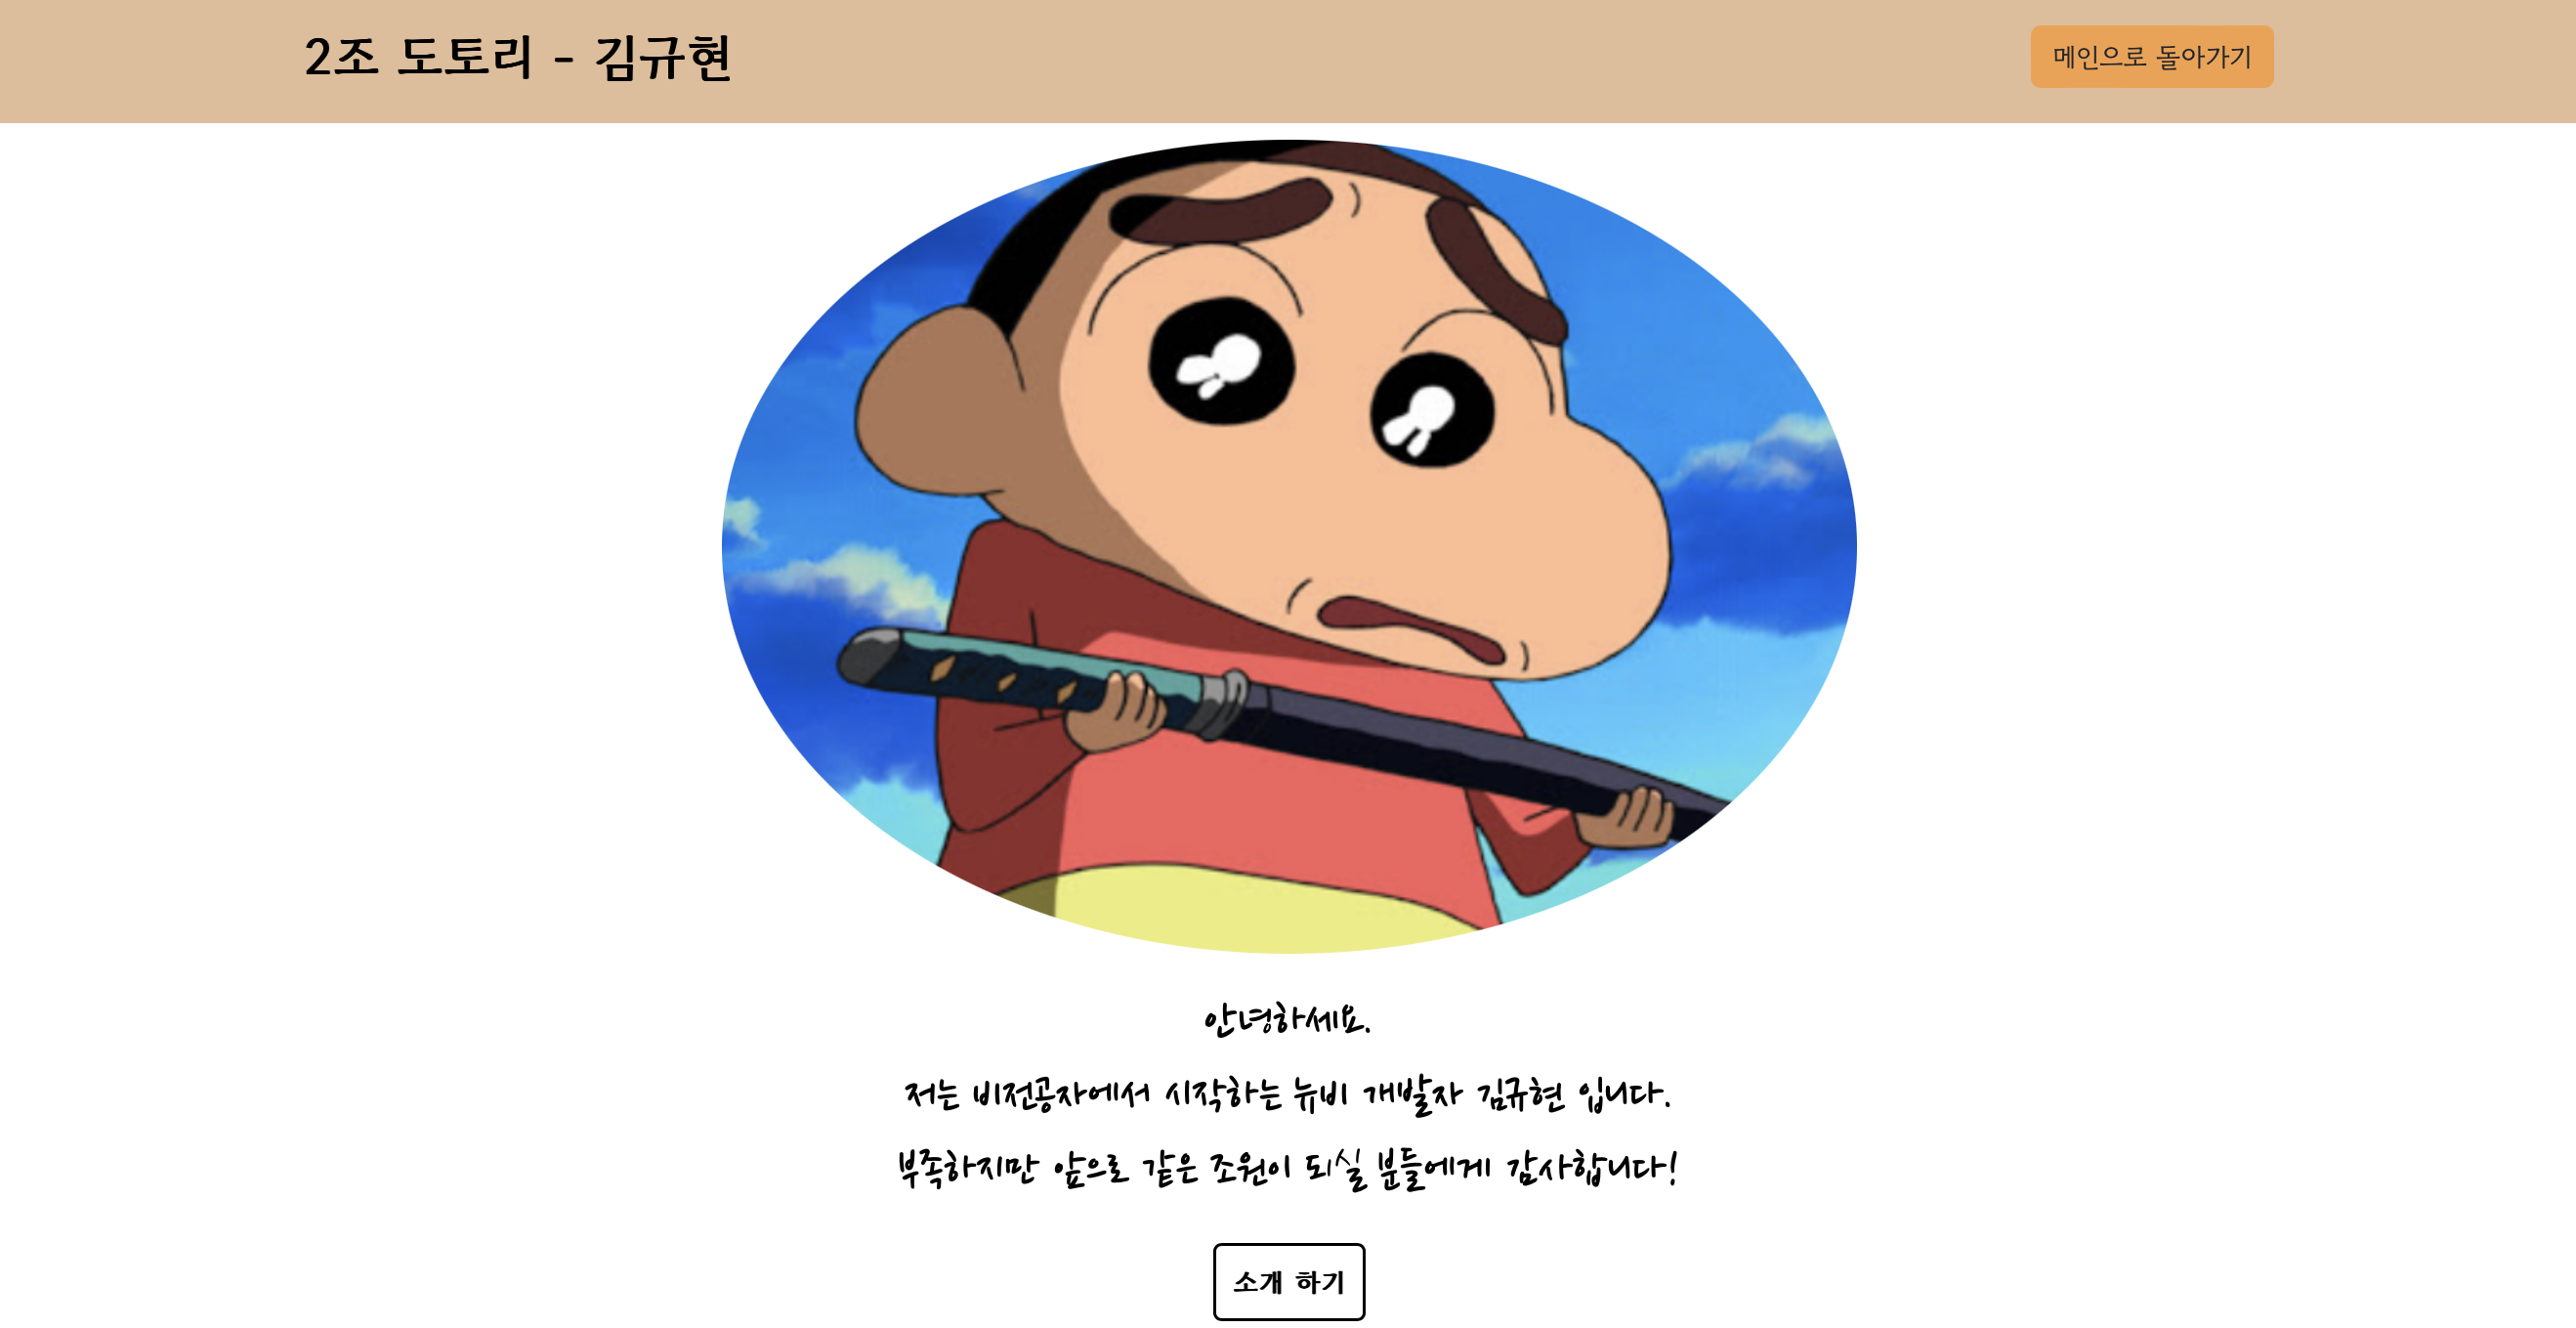 2조 도토리 - 김규현
메인으로 돌아가기
안녕하세요.
저는 비전공자에서 시작하는 뉴비 개발자 김규현 입니다.
부족하지만 앞으로 같은 조원이 되실 분들에게 감사합니다!
소개 하기